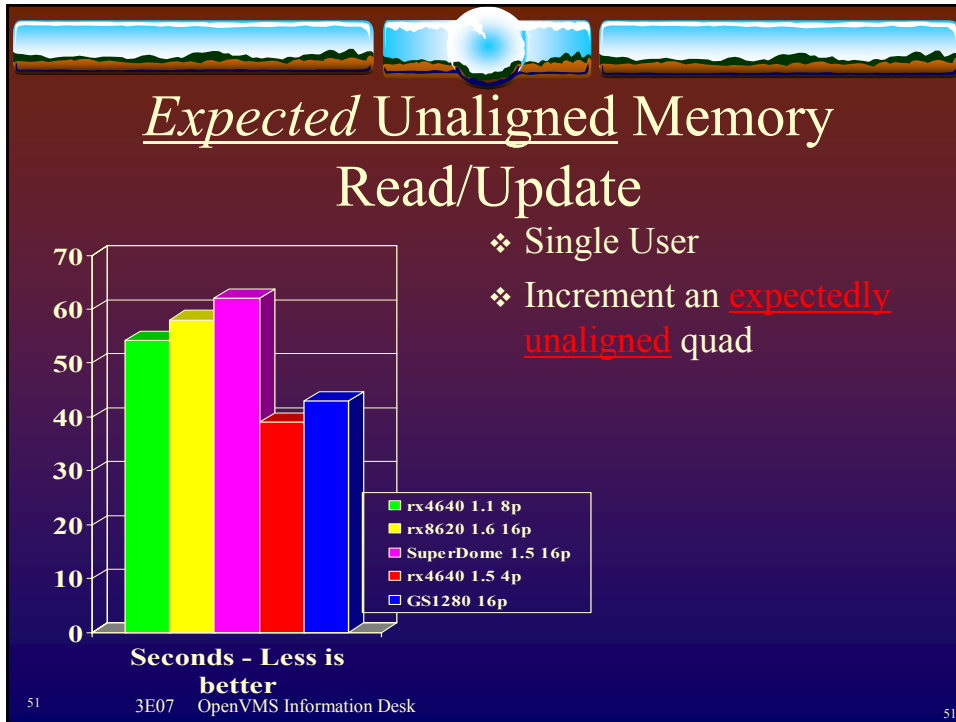 Expected Unaligned Memory
Read/Update
❖ Single User
❖ Increment an expectedly
unaligned quad
70
60
50
40
30
20
10
0
rx4640 1.1 8p
rx8620 1.6 16p
SuperDome 1.5 16p
rx4640 1.5 4p
GS1280 16p
Seconds - Less is
better
51
3E07 OpenVMS Information Desk
51